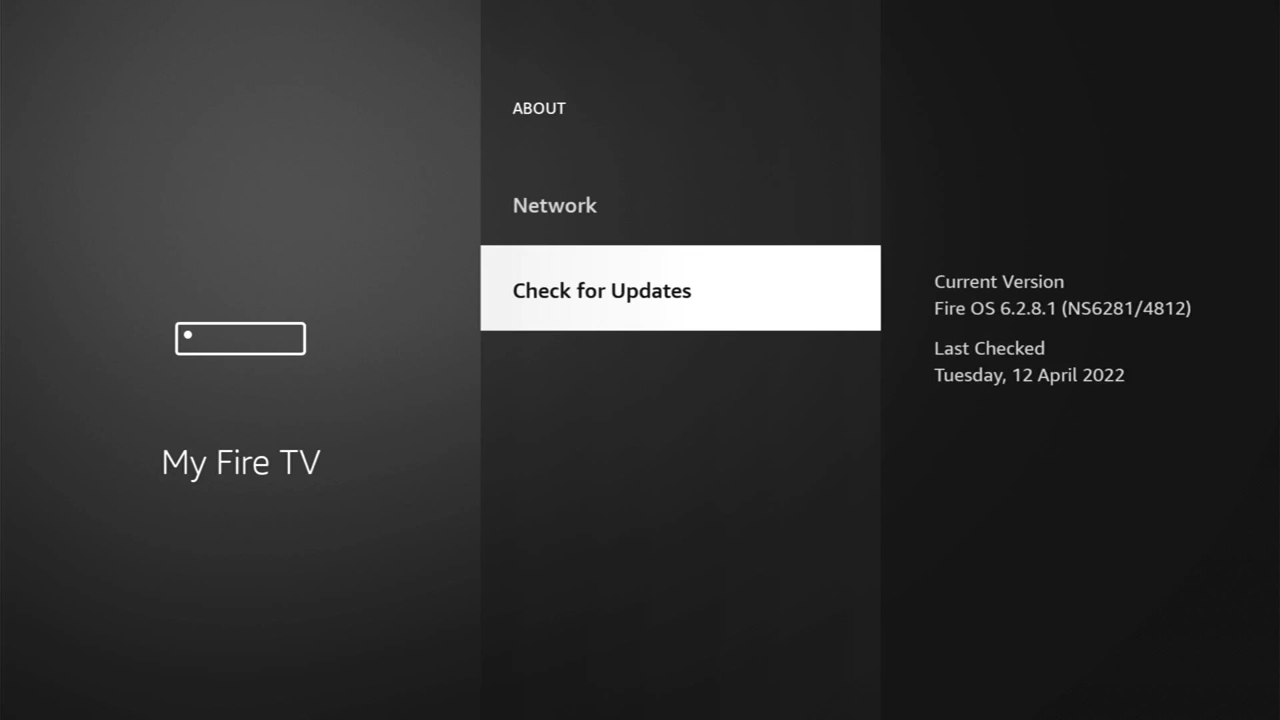 My Fire TV
ABOUT
Network
Check for Updates
Current Version
Fire OS 6.2.8.1 (NS6281/4812)
Last Checked
Tuesday, 12 April 2022